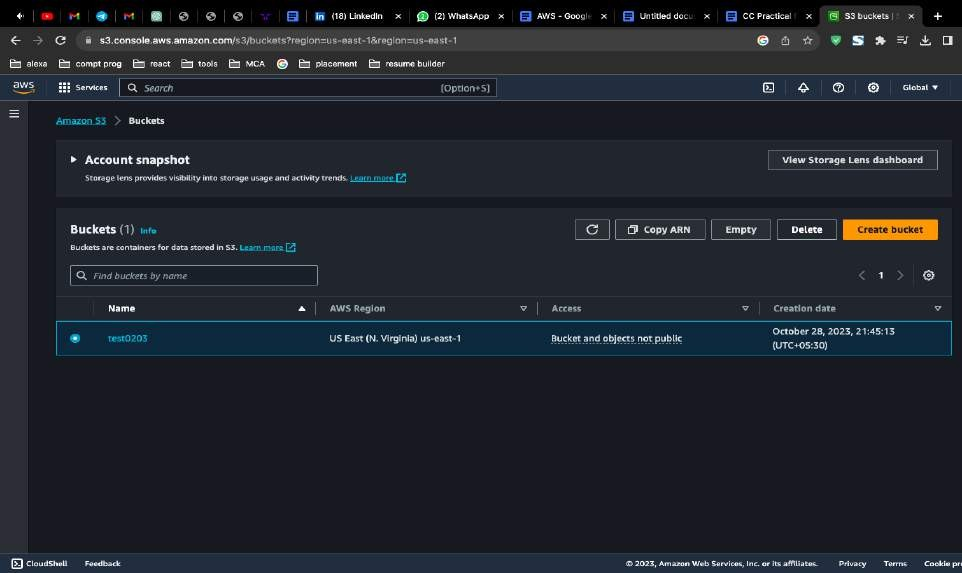 (18) LinkedIn
(2) WhatsApp
AWS - Google
Untitled docu
CC Practical
S3 buckets | S
s3.console.aws.amazon.com/s3/buckets?region=us-east-1&region=us-east-1
alexa compt prog react tools MCA placement resume builder
aws Services Search [Option+S] Global
Amazon S3 > Buckets
Account snapshot
View Storage Lens dashboard
Storage lens provides visibility into storage usage and activity trends. Learn more
Buckets (1) Info
Copy ARN Empty Delete Create bucket
Buckets are containers for data stored in S3. Learn more
Find buckets by name
1
Name AWS Region Access Creation date
test0203 US East (N. Virginia) us-east-1 Bucket and objects not public October 28, 2023, 21:45:13
(UTC+05:30)
CloudShell Feedback © 2023, Amazon Web Services, Inc. or its affiliates. Privacy Terms Cookie pr